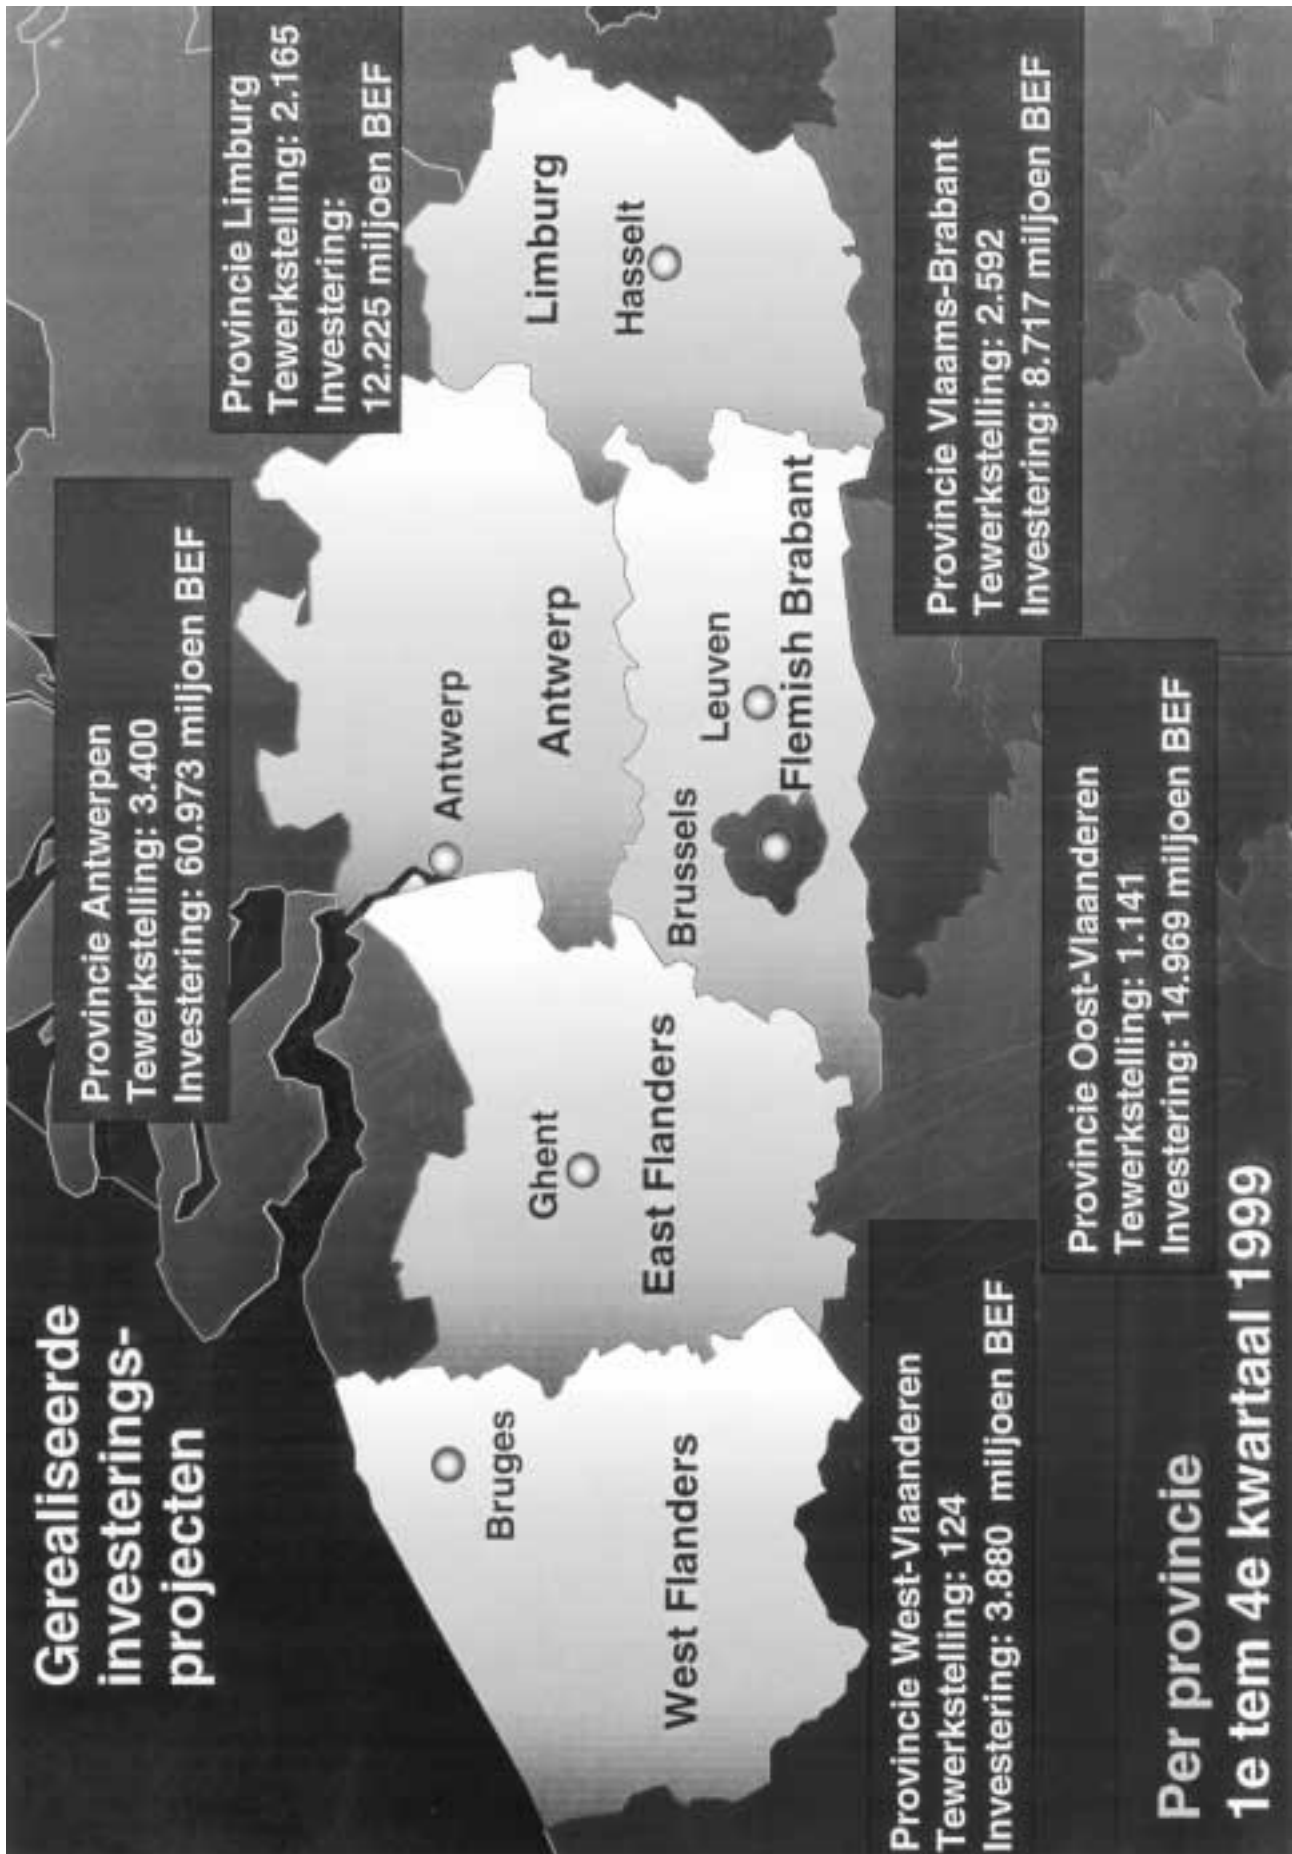 Gerealiseerde
investerings-
projecten
Provincie Antwerpen
Tewerkstelling: 3.400
Investering: 60.973 miljoen BEF
Provincie Limburg
Tewerkstelling: 2.165
Investering:
12.225 miljoen BEF
Bruges
West Flanders
Ghent
East Flanders
Antwerp
Antwerp
Brussels
Leuven
Flemish Brabant
Limburg
Hasselt
Provincie West-Vlaanderen
Tewerkstelling: 124
Investering: 3.880 miljoen BEF
Provincie Oost-Vlaanderen
Tewerkstelling: 1.141
Investering: 14.969 miljoen BEF
Provincie Vlaams-Brabant
Tewerkstelling: 2.592
Investering: 8.717 miljoen BEF
Per provincie
1e tem 4e kwartaal 1999